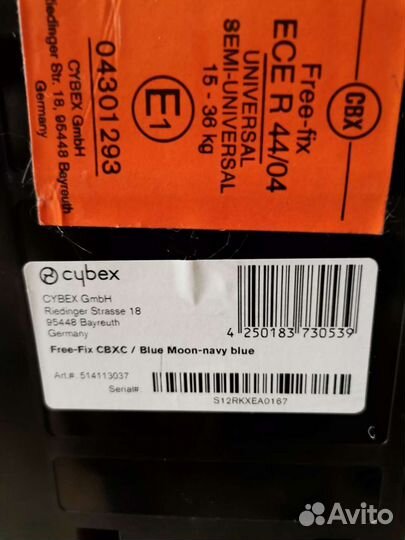 CBX
Free-fix
ECE R 44/04
UNIVERSAL
SEMI-UNIVERSAL
15 - 36 kg
E1
04301293
CYBEX GmbH
Riedinger Str. 18, 95448 Bayreuth
Germany
cybex
CYBEX GmbH
Riedinger Strasse 18
95448 Bayreuth
Germany
4 250183 730539
Free-Fix CBXC / Blue Moon-navy blue
Art.#: 514113037
Serial#:
S12RKXEA0167
Avito